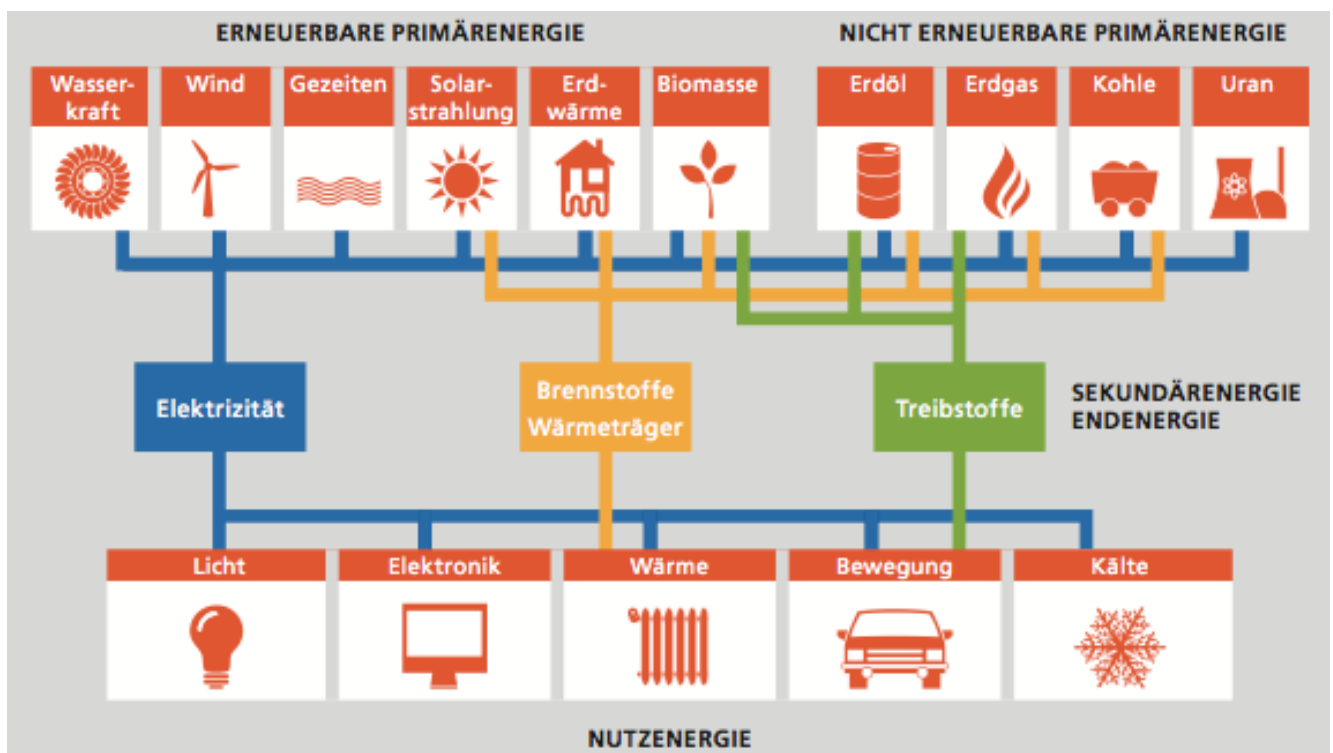 ERNEUERBARE PRIMÄRENERGIE
NICHT ERNEUERBARE PRIMÄRENERGIE
Wasser-
kraft
Wind
Gezeiten
Solar-
strahlung
Erd-
wärme
Biomasse
Erdöl
Erdgas
Kohle
Uran
Elektrizität
Brennstoffe
Wärmeträger
Treibstoffe
SEKUNDÄRENERGIE
ENDENERGIE
Licht
Elektronik
Wärme
Bewegung
Kälte
NUTZENERGIE